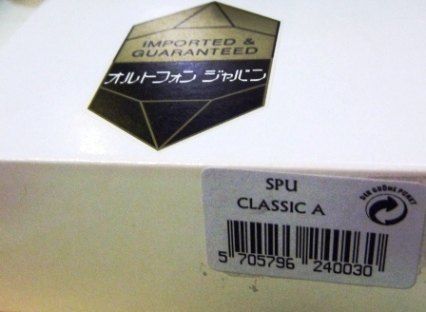 IMPORTED &
GUARANTEED
オルトフォン ジャパン
SPU
CLASSIC A
DER GRÜNE PUNKT
5 705796 240030